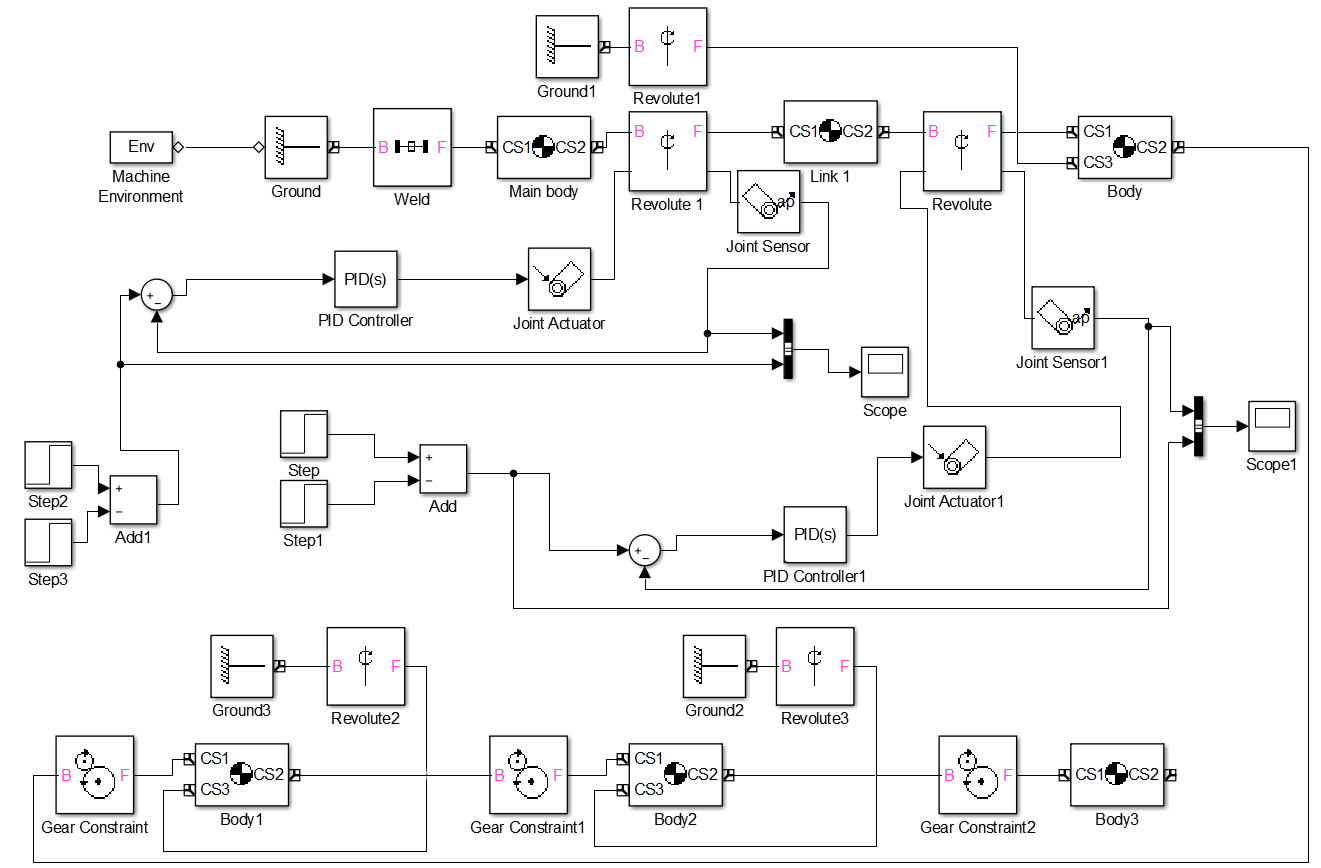 B F
Ground1
Revolute1
Env
Machine
Environment
Ground
B F
Weld
CS1 CS2
Main body
B F
Revolute 1
CS1 CS2
Link 1
B F
Revolute
CS1
CS3
CS2
Body
ap
Joint Sensor
+
−
PID(s)
PID Controller
Joint Actuator
ap
Joint Sensor1
Scope
Scope1
Step
Step1
+
−
Add
Step2
Step3
+
−
Add1
Joint Actuator1
+
−
PID(s)
PID Controller1
Ground3
B F
Revolute2
Ground2
B F
Revolute3
B F
Gear Constraint
CS1
CS3
CS2
Body1
B F
Gear Constraint1
CS1
CS3
CS2
Body2
B F
Gear Constraint2
CS1 CS2
Body3